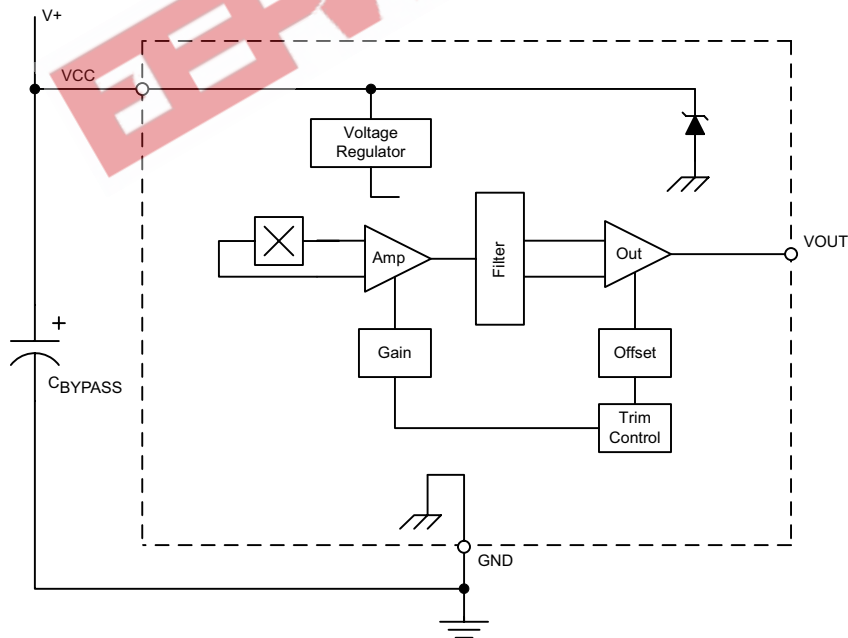 V+
VCC
Voltage
Regulator
Amp
Filter
Out
VOUT
Gain
Offset
+
CBYPASS
Trim
Control
GND